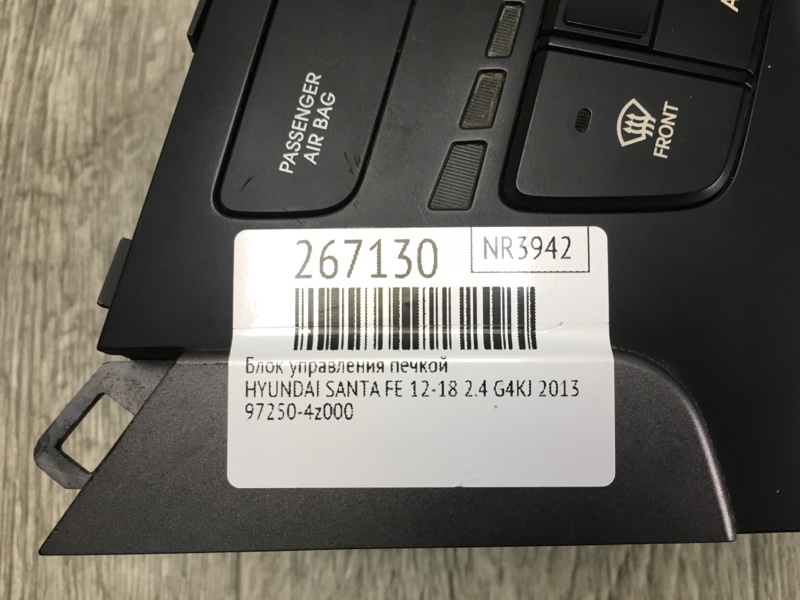 PASSENGER
AIR BAG
FRONT
267130
NR3942
Блок управления печкой
HYUNDAI SANTA FE 12-18 2.4 G4KJ 2013
97250-4z000